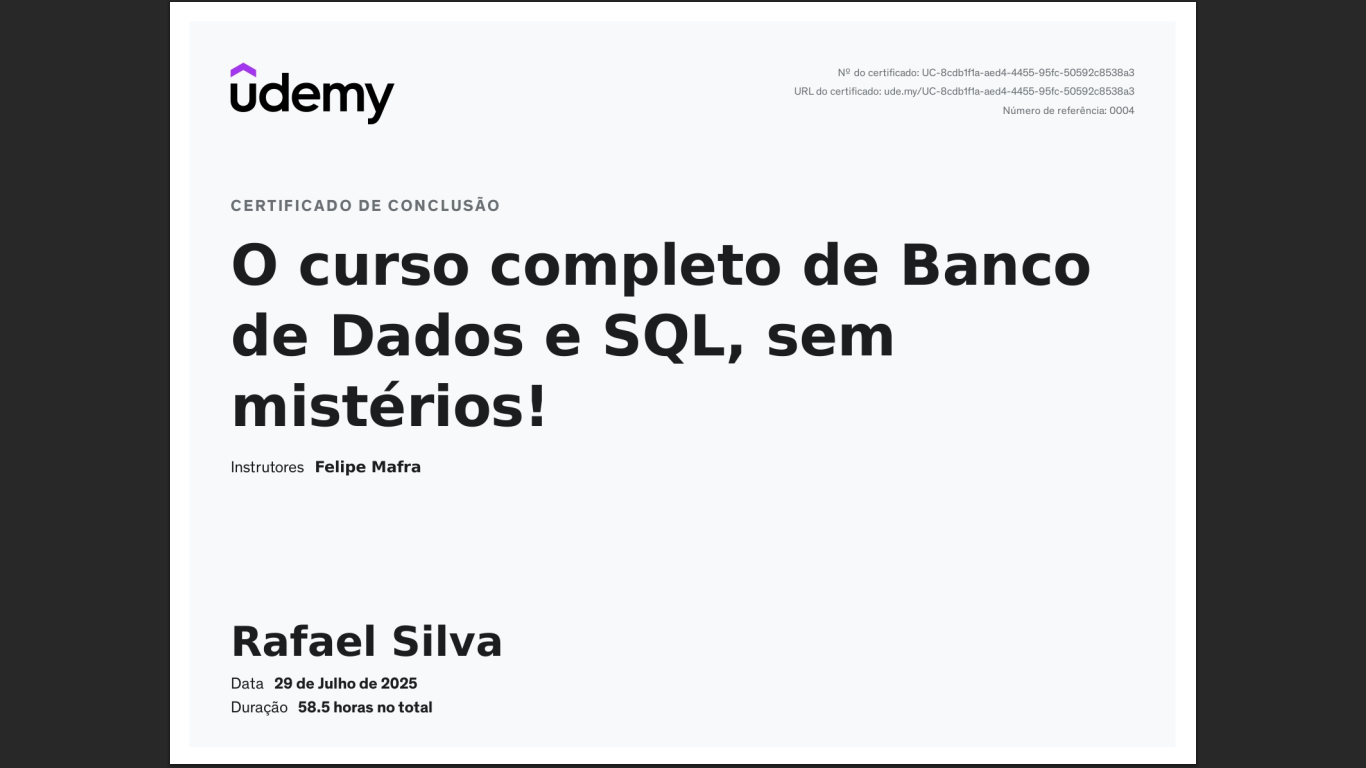 udemy
Nº do certificado: UC-8cdb1f1a-aed4-4455-95fc-50592c8538a3
URL do certificado: ude.my/UC-8cdb1f1a-aed4-4455-95fc-50592c8538a3
Número de referência: 0004
CERTIFICADO DE CONCLUSÃO
O curso completo de Banco
de Dados e SQL, sem
mistérios!
Instrutores Felipe Mafra
Rafael Silva
Data 29 de Julho de 2025
Duração 58.5 horas no total